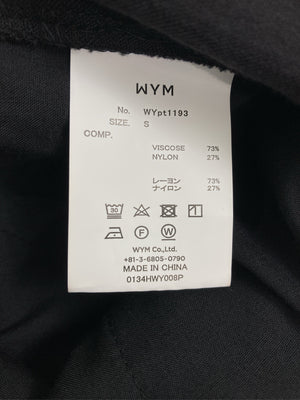 WYM
No. WYpt1193
SIZE. S
COMP.
VISCOSE 73%
NYLON 27%
レーヨン 73%
ナイロン 27%
30
F
WYM Co.,Ltd.
+81-3-6805-0790
MADE IN CHINA
0134HWY008P